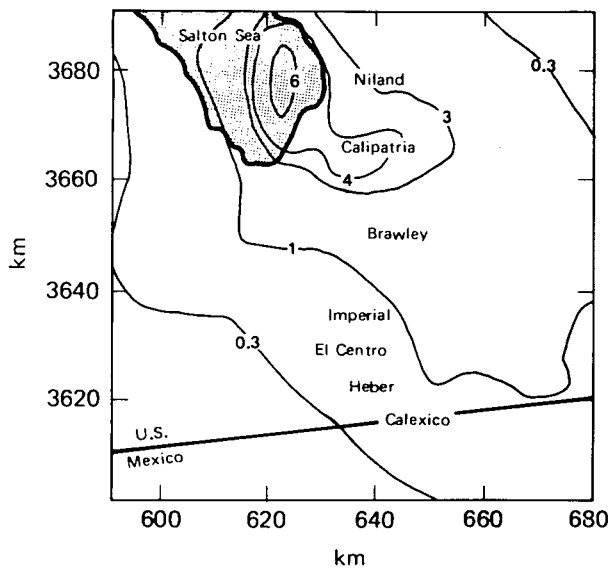 Salton Sea
3680
6
Niland
0.3
3
Calipatria
3660
4
Brawley
km
1
3640
Imperial
0.3
El Centro
Heber
3620
Calexico
U.S.
Mexico
600 620 640 660 680
km